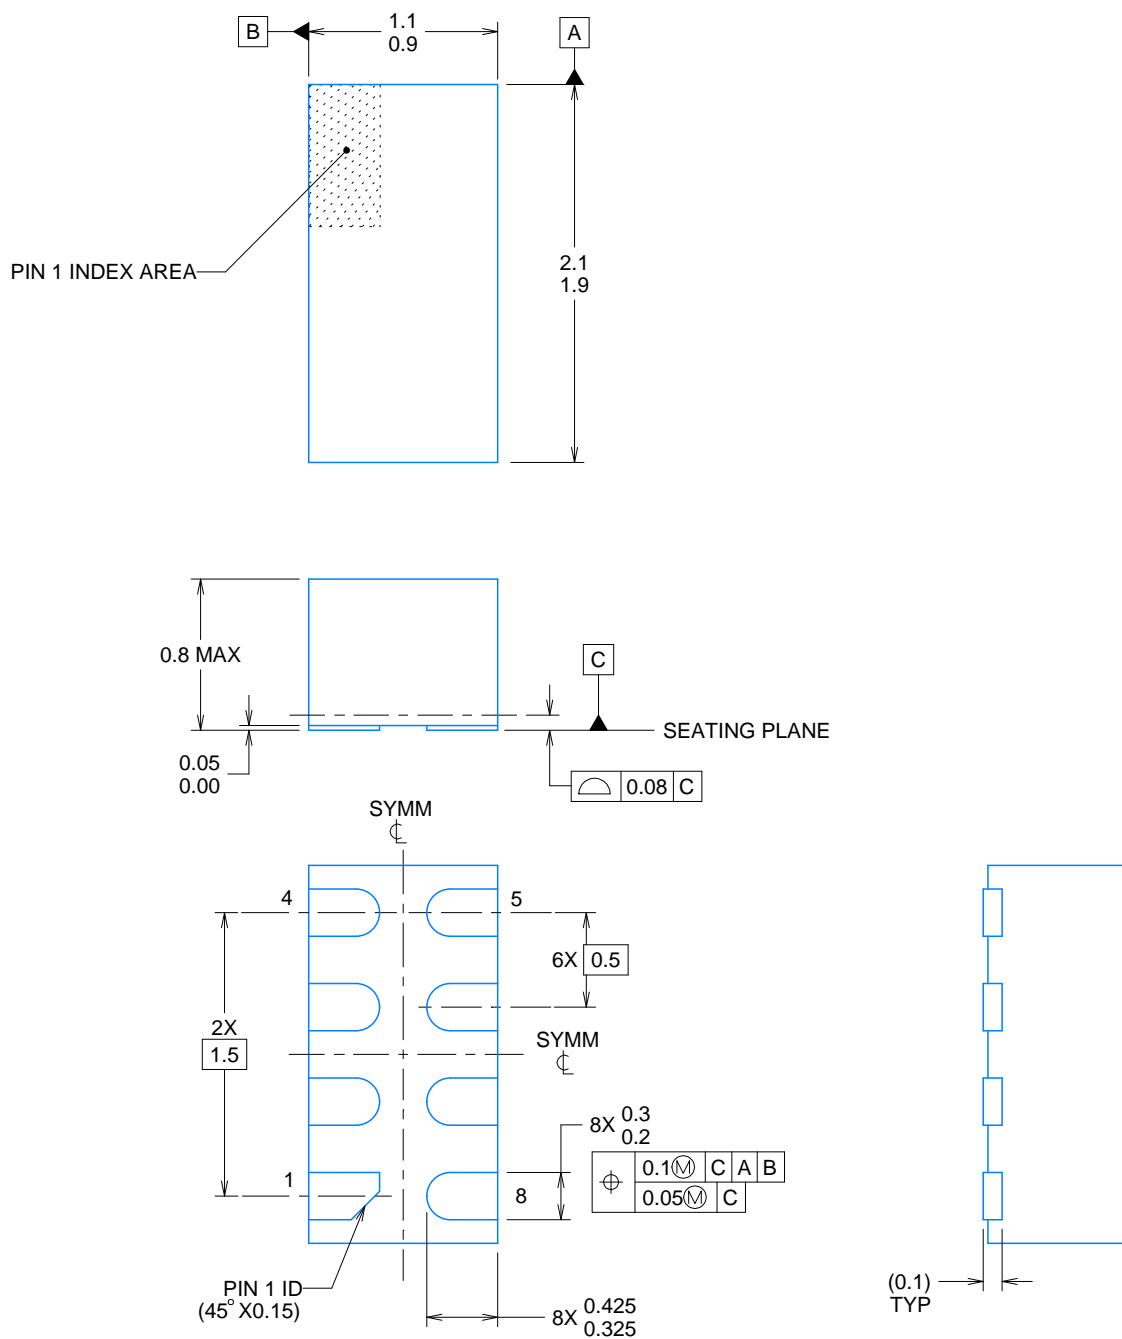 B
1.1
0.9
A
PIN 1 INDEX AREA
2.1
1.9
0.8 MAX
C
SEATING PLANE
0.05
0.00
0.08 C
SYMM
4
5
6X 0.5
2X
1.5
SYMM
8X 0.3
0.2
0.1Ⓜ C A B
0.05Ⓜ C
1
8
PIN 1 ID
(45° X0.15)
8X 0.425
0.325
(0.1)
TYP